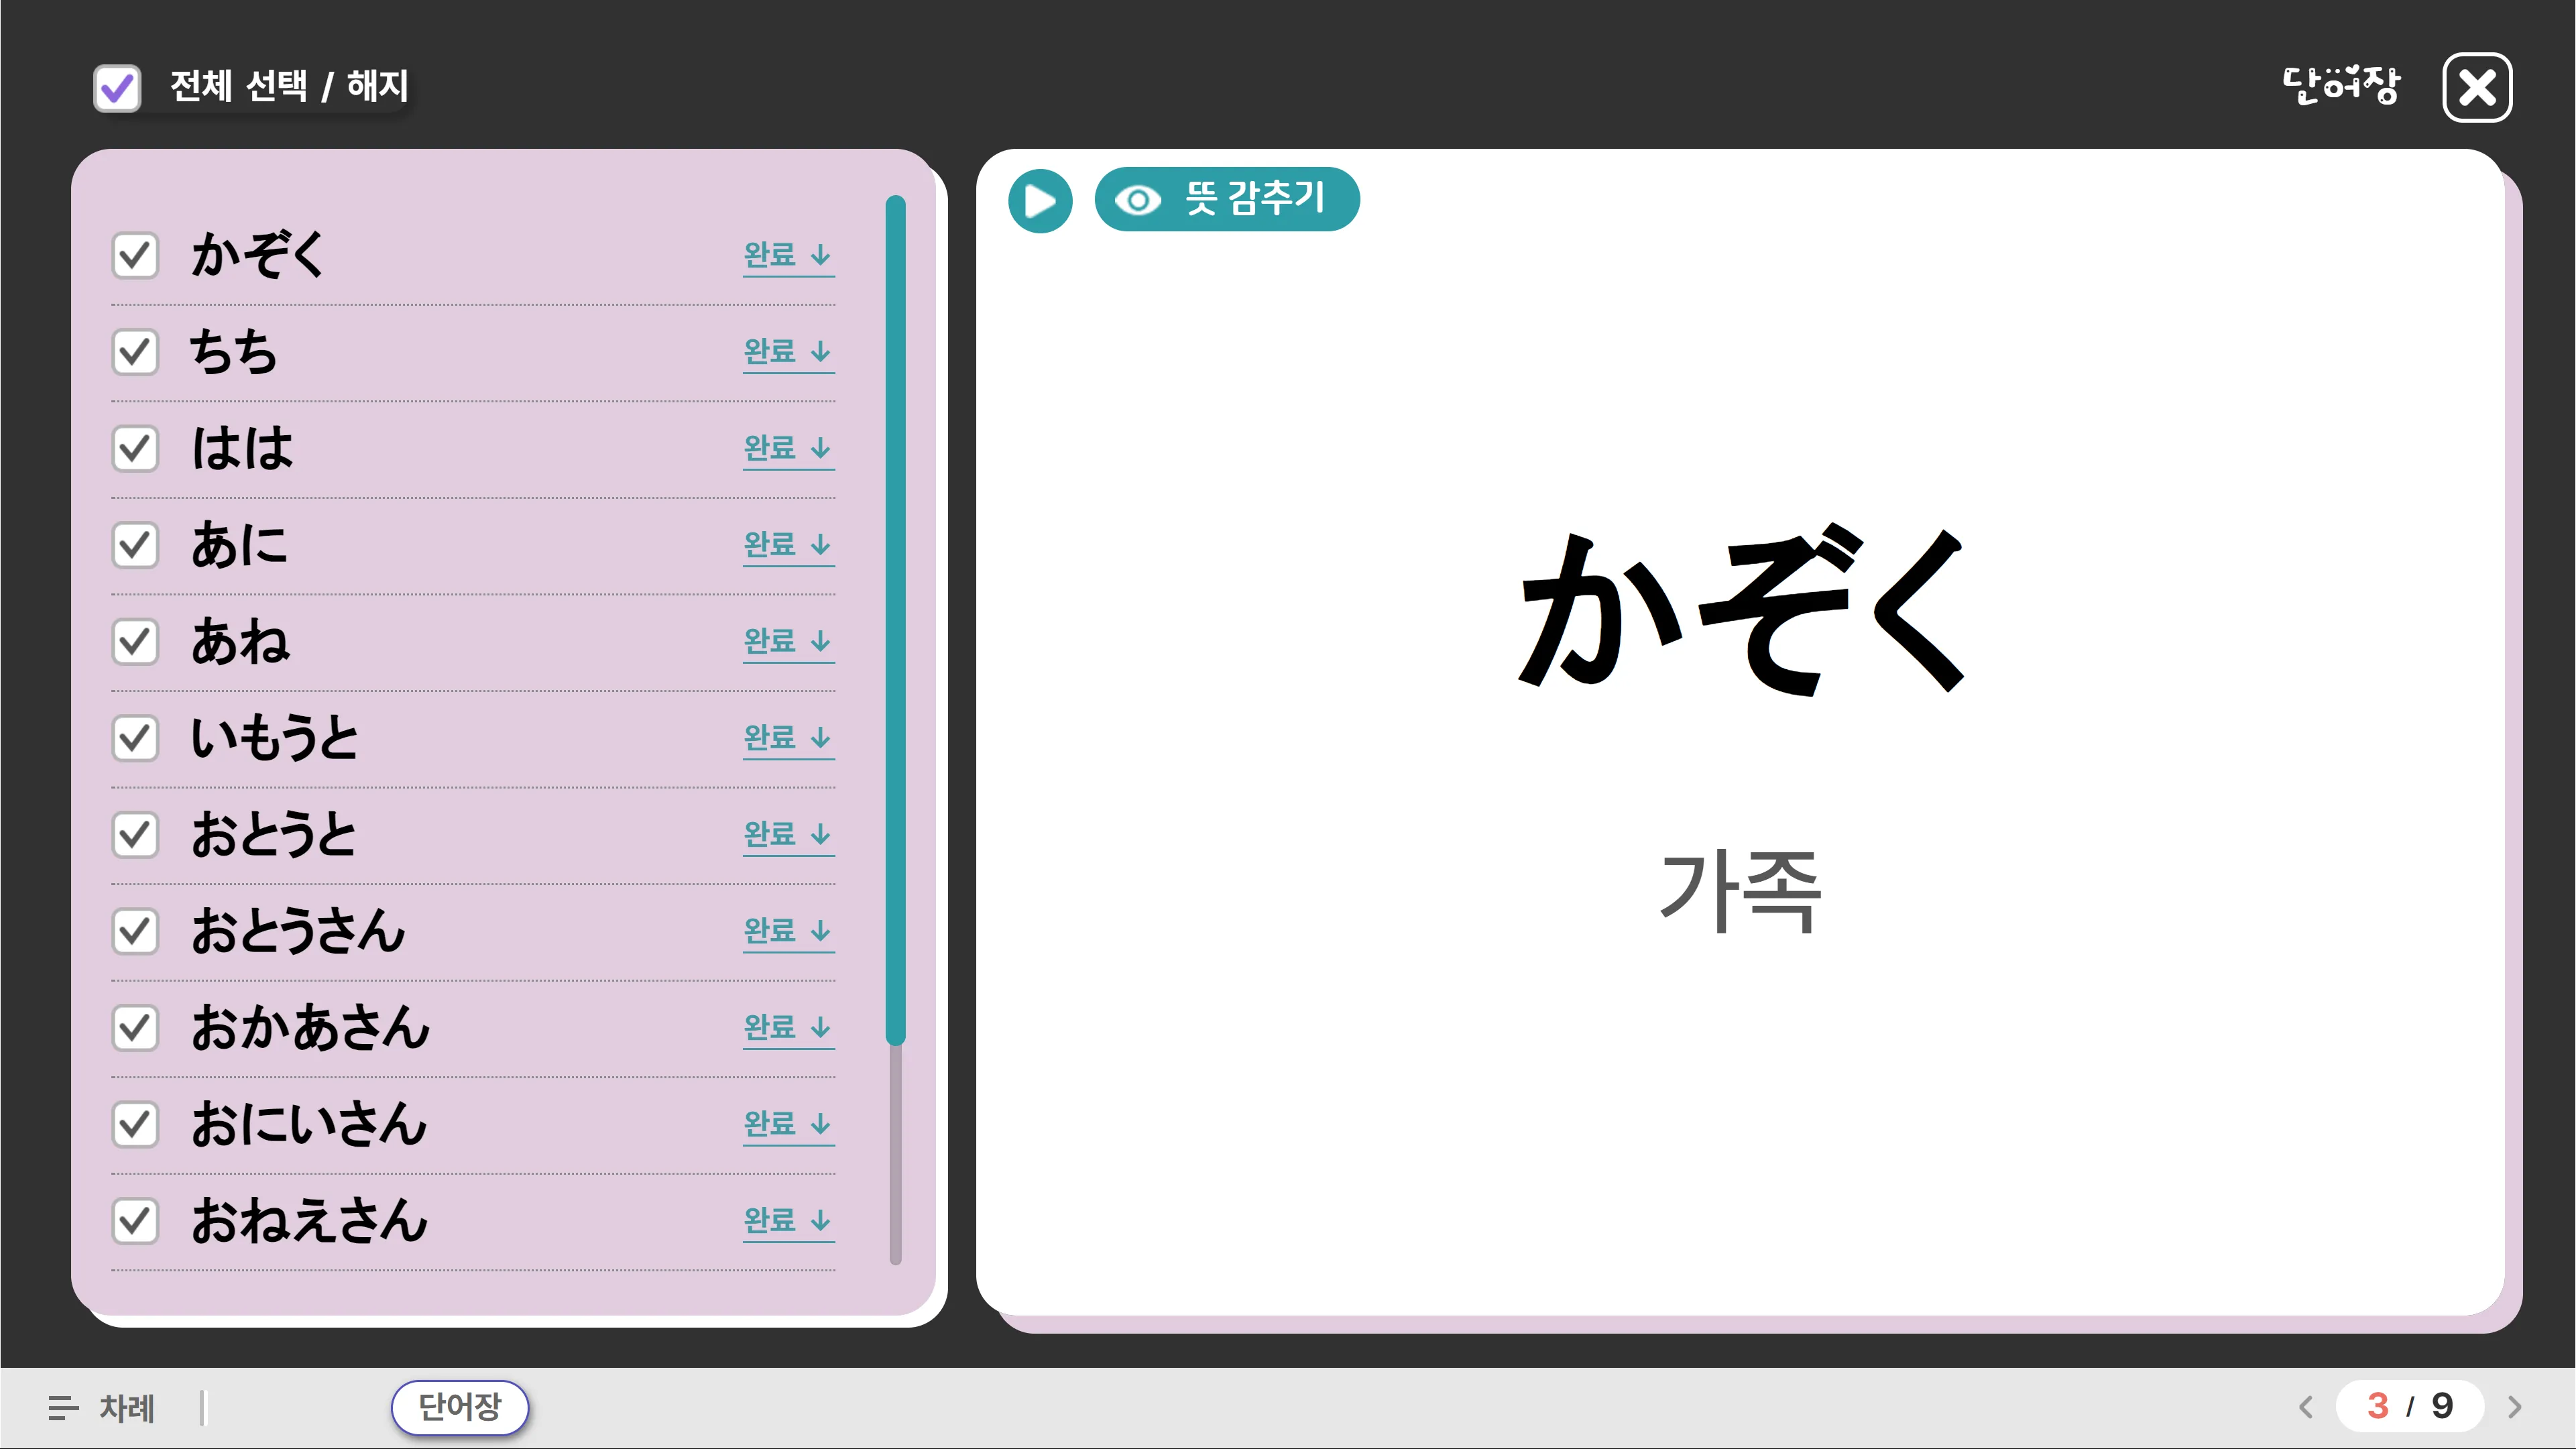 전체 선택 / 해지
단어장
かぞく 완료 ↓
ちち 완료 ↓
はは 완료 ↓
あに 완료 ↓
あね 완료 ↓
いもうと 완료 ↓
おとうと 완료 ↓
おとうさん 완료 ↓
おかあさん 완료 ↓
おにいさん 완료 ↓
おねえさん 완료 ↓
뜻 감추기
かぞく
가족
차례
단어장
3 / 9